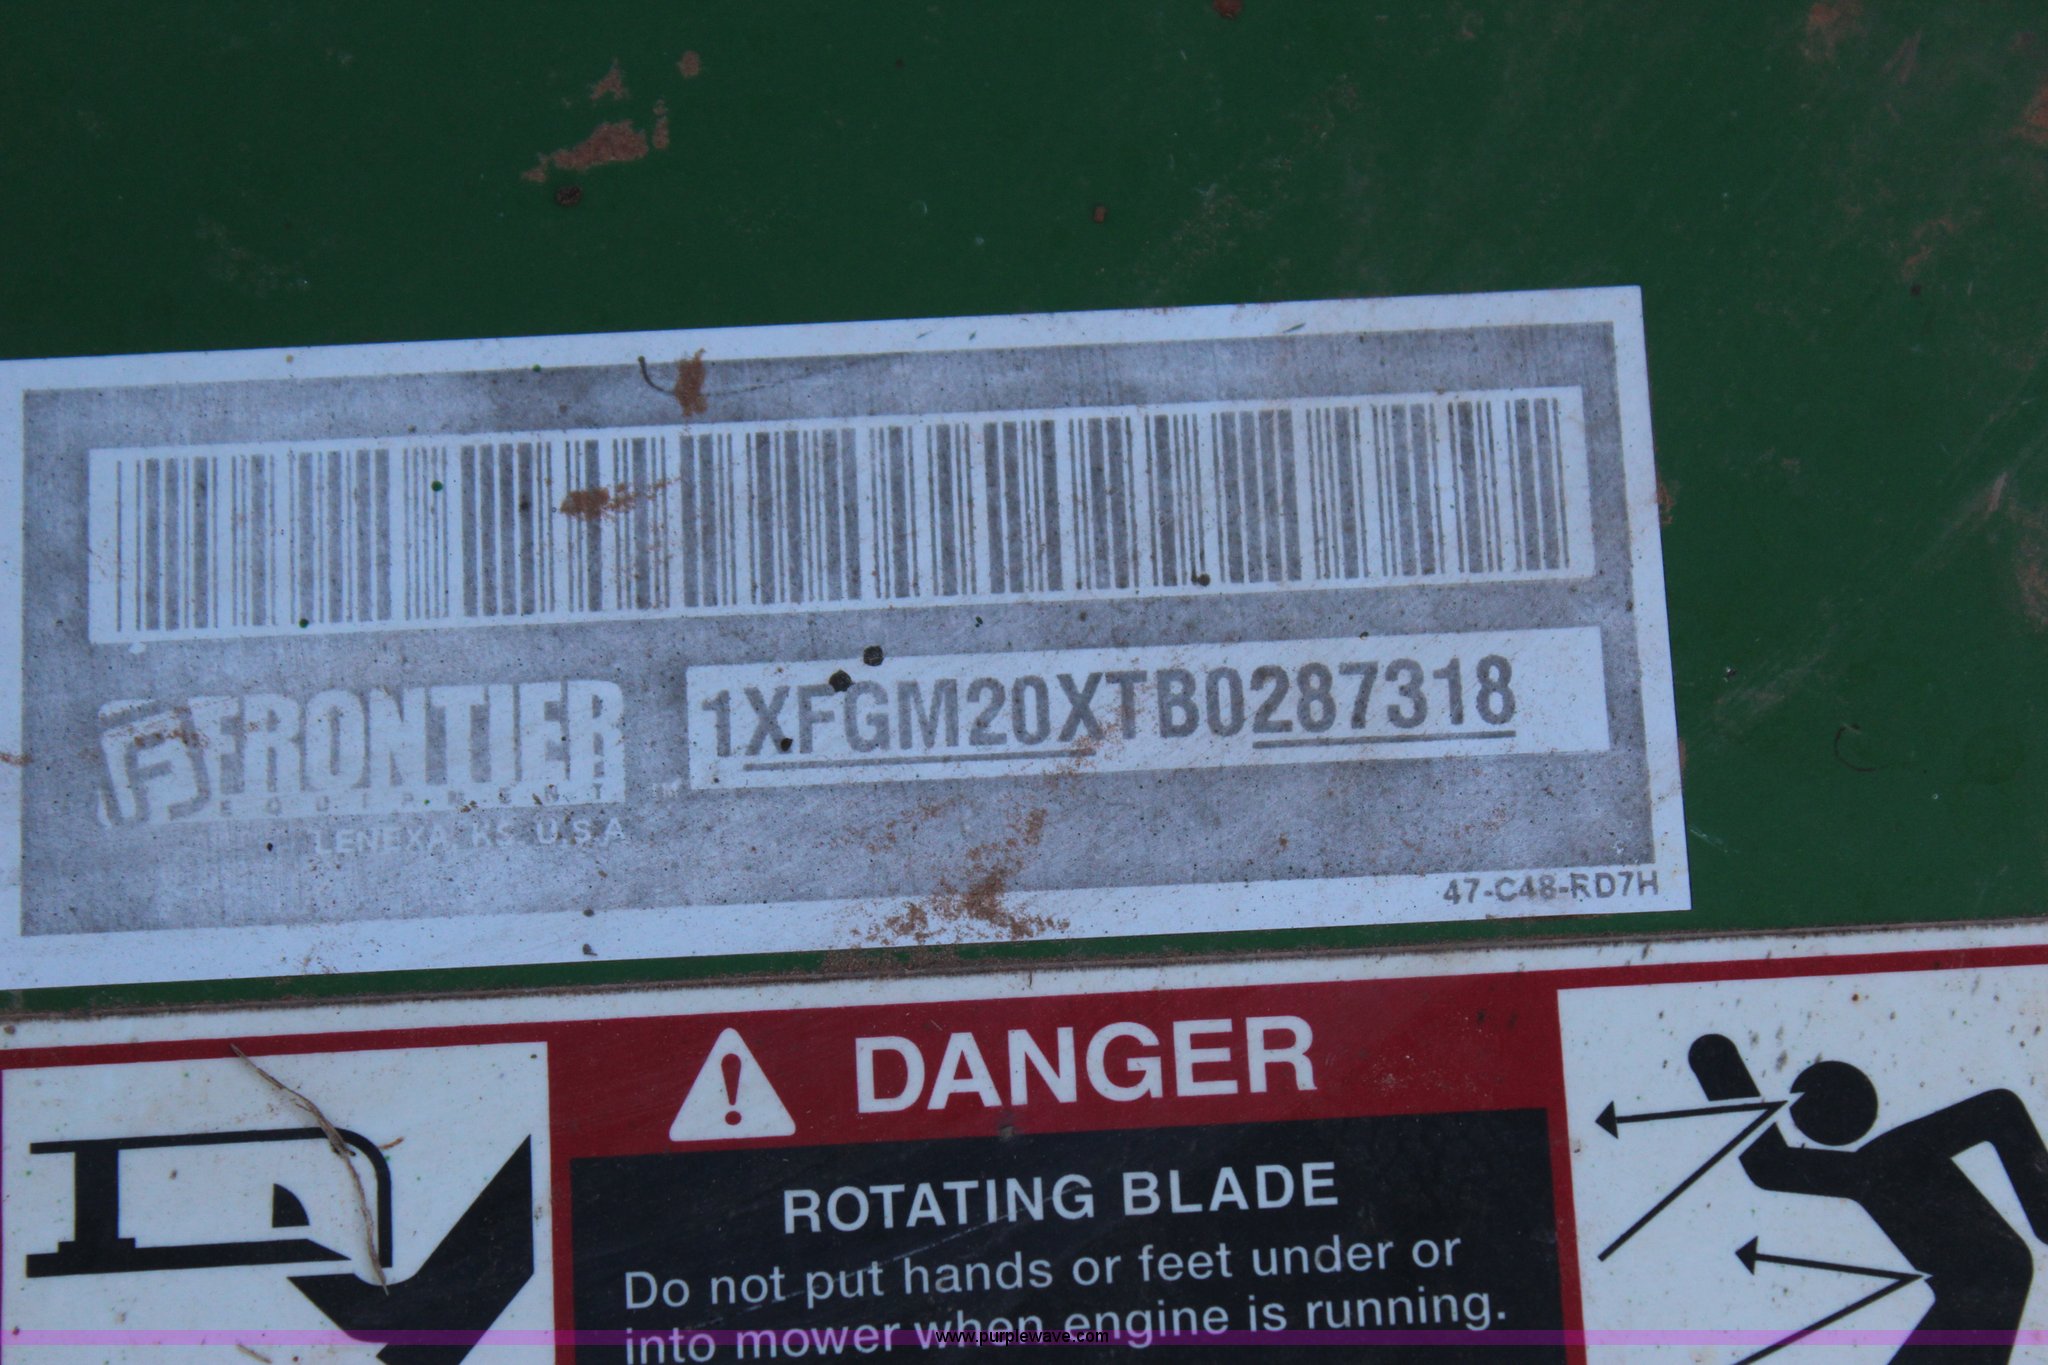 FRONTIER
EQUIPMENT
LENEXA, KS. U.S.A
1XFGM20XTB0287318
47-C48-RD7H
DANGER
ROTATING BLADE
Do not put hands or feet under or
into mower when engine is running.
www.purplewave.com